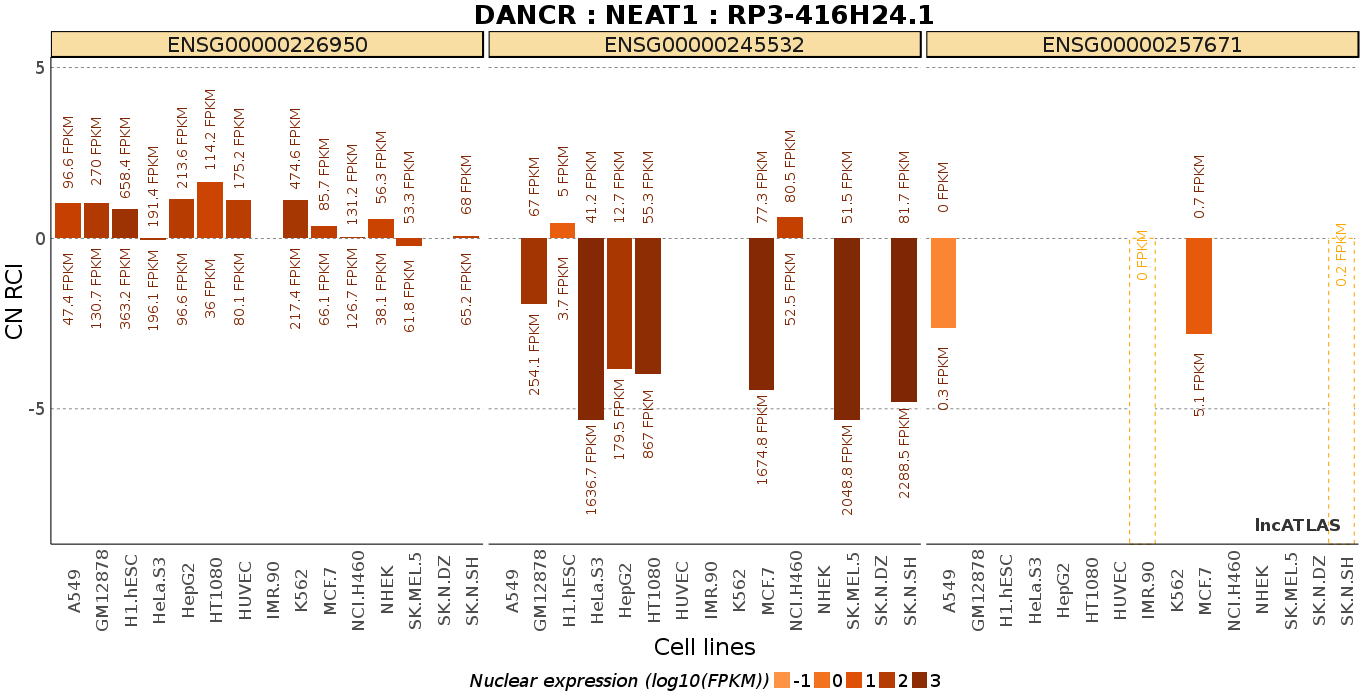 DANCR : NEAT1 : RP3-416H24.1
ENSG00000226950 ENSG00000245532 ENSG00000257671
5
0
-5
CN RCI
96.6 FPKM
270 FPKM
658.4 FPKM
191.4 FPKM
213.6 FPKM
114.2 FPKM
175.2 FPKM
474.6 FPKM
85.7 FPKM
131.2 FPKM
56.3 FPKM
53.3 FPKM
68 FPKM
47.4 FPKM
130.7 FPKM
363.2 FPKM
196.1 FPKM
96.6 FPKM
36 FPKM
80.1 FPKM
217.4 FPKM
66.1 FPKM
126.7 FPKM
38.1 FPKM
61.8 FPKM
65.2 FPKM
67 FPKM
5 FPKM
41.2 FPKM
12.7 FPKM
55.3 FPKM
77.3 FPKM
80.5 FPKM
51.5 FPKM
81.7 FPKM
254.1 FPKM
3.7 FPKM
1636.7 FPKM
179.5 FPKM
867 FPKM
1674.8 FPKM
52.5 FPKM
2048.8 FPKM
2288.5 FPKM
0 FPKM
0 FPKM
0.7 FPKM
0.2 FPKM
0.3 FPKM
5.1 FPKM
lncATLAS
A549
GM12878
H1.hESC
HeLa.S3
HepG2
HT1080
HUVEC
IMR.90
K562
MCF.7
NCI.H460
NHEK
SK.MEL.5
SK.N.DZ
SK.N.SH
A549
GM12878
H1.hESC
HeLa.S3
HepG2
HT1080
HUVEC
IMR.90
K562
MCF.7
NCI.H460
NHEK
SK.MEL.5
SK.N.DZ
SK.N.SH
A549
GM12878
H1.hESC
HeLa.S3
HepG2
HT1080
HUVEC
IMR.90
K562
MCF.7
NCI.H460
NHEK
SK.MEL.5
SK.N.DZ
SK.N.SH
Cell lines
Nuclear expression (log10(FPKM)) -1 0 1 2 3